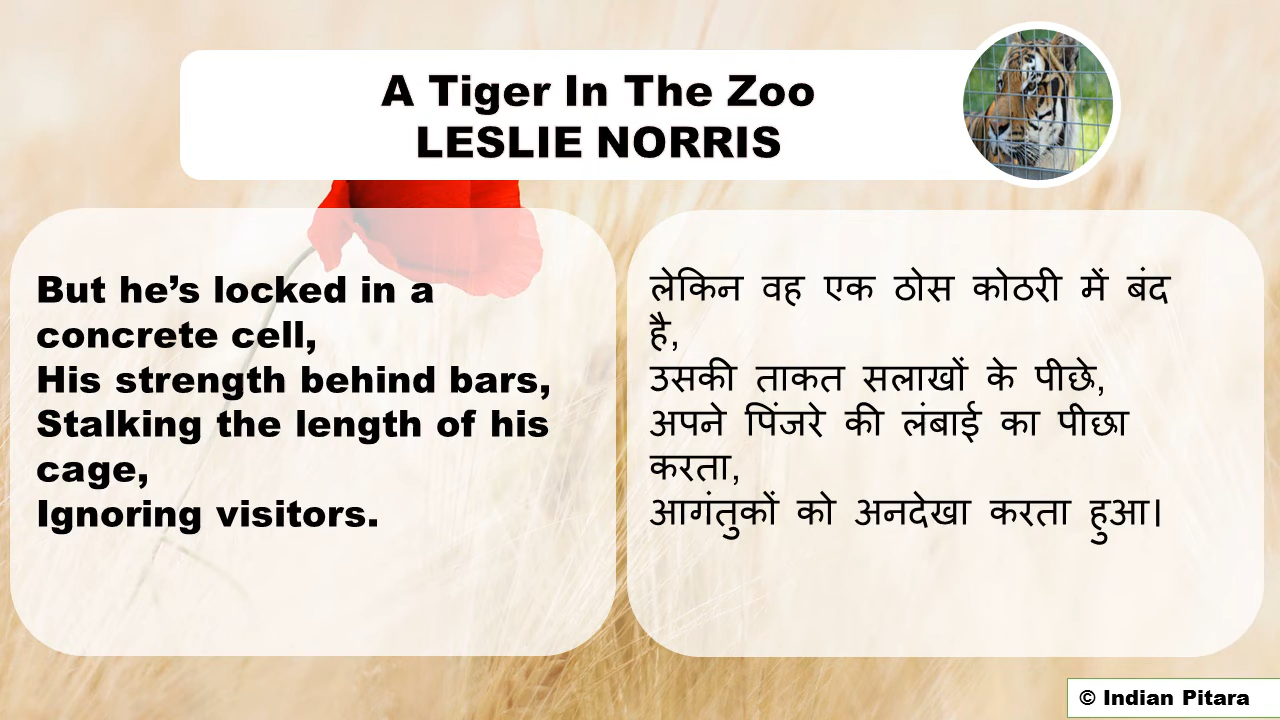 A Tiger In The Zoo
LESLIE NORRIS
But he’s locked in a
concrete cell,
His strength behind bars,
Stalking the length of his
cage,
Ignoring visitors.
लेकिन वह एक ठोस कोठरी में बंद
है,
उसकी ताकत सलाखों के पीछे,
अपने पिंजरे की लंबाई का पीछा
करता,
आगंतुकों को अनदेखा करता हुआ।
© Indian Pitara